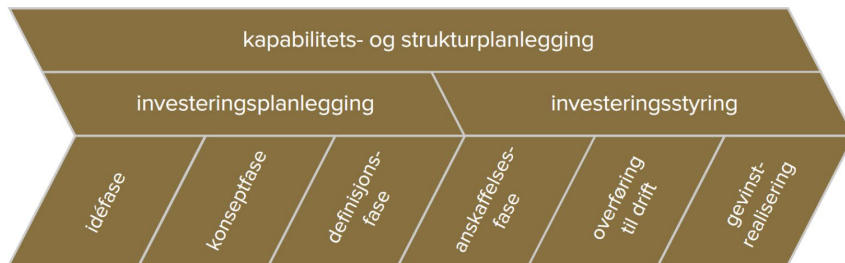 kapabilitets- og strukturplanlegging
investeringsplanlegging
investeringsstyring
idéfase
konseptfase
definisjons-
fase
anskaffelses-
fase
overføring
til drift
gevinst-
realisering